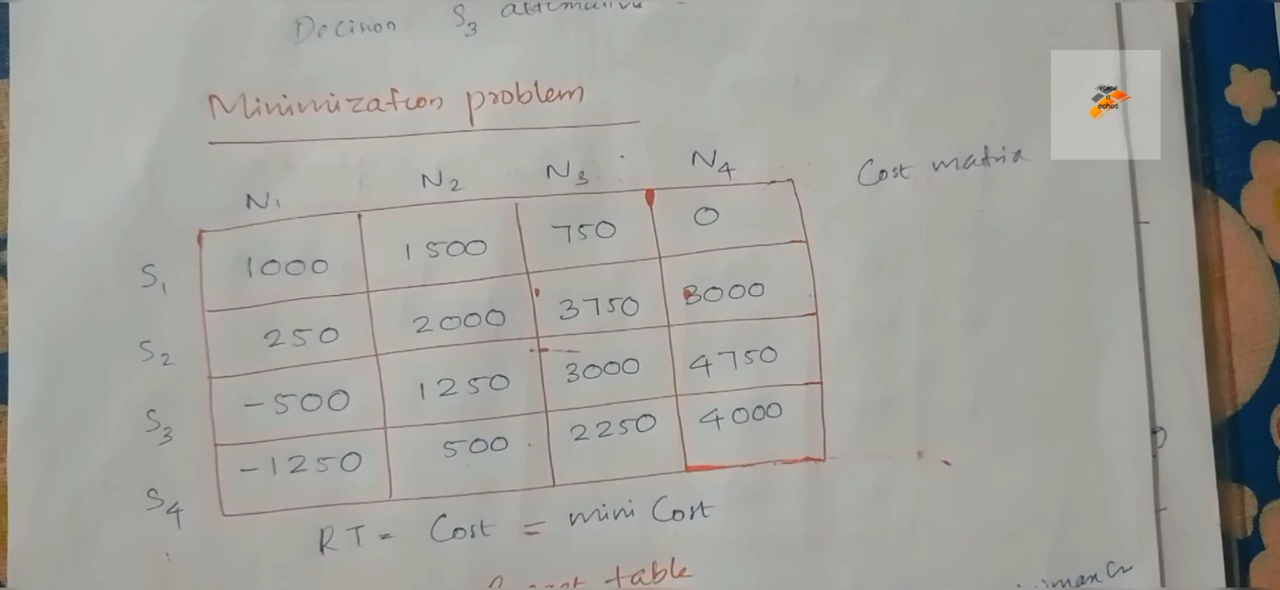 Decision S3
Minimization problem
N1 N2 N3 N4
Cost matrix
S1 1000 1500 750 0
S2 250 2000 3750 3000
S3 -500 1250 3000 4750
S4 -1250 500 2250 4000
RT = Cost = mini Cost
table